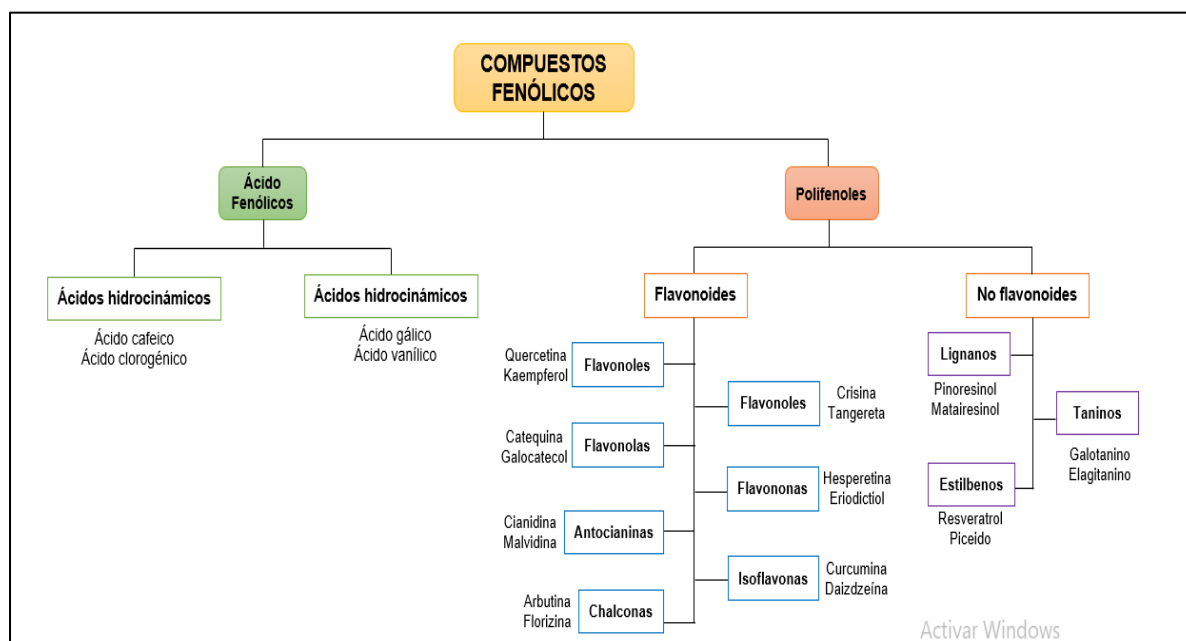 COMPUESTOS
FENÓLICOS
Ácido
Fenólicos
Polifenoles
Ácidos hidrocinámicos
Ácido cafeico
Ácido clorogénico
Ácidos hidrocinámicos
Ácido gálico
Ácido vanílico
Flavonoides
Quercetina
Kaempferol
Flavonoles
Flavonoles
Crisina
Tangereta
Catequina
Galocatecol
Flavonolas
Flavononas
Hesperetina
Eriodictiol
Cianidina
Malvidina
Antocianinas
Isoflavonas
Curcumina
Daizdzeína
Arbutina
Florizina
Chalconas
No flavonoides
Lignanos
Pinoresinol
Matairesinol
Taninos
Galotanino
Elagitanino
Estilbenos
Resveratrol
Piceido
Activar Windows